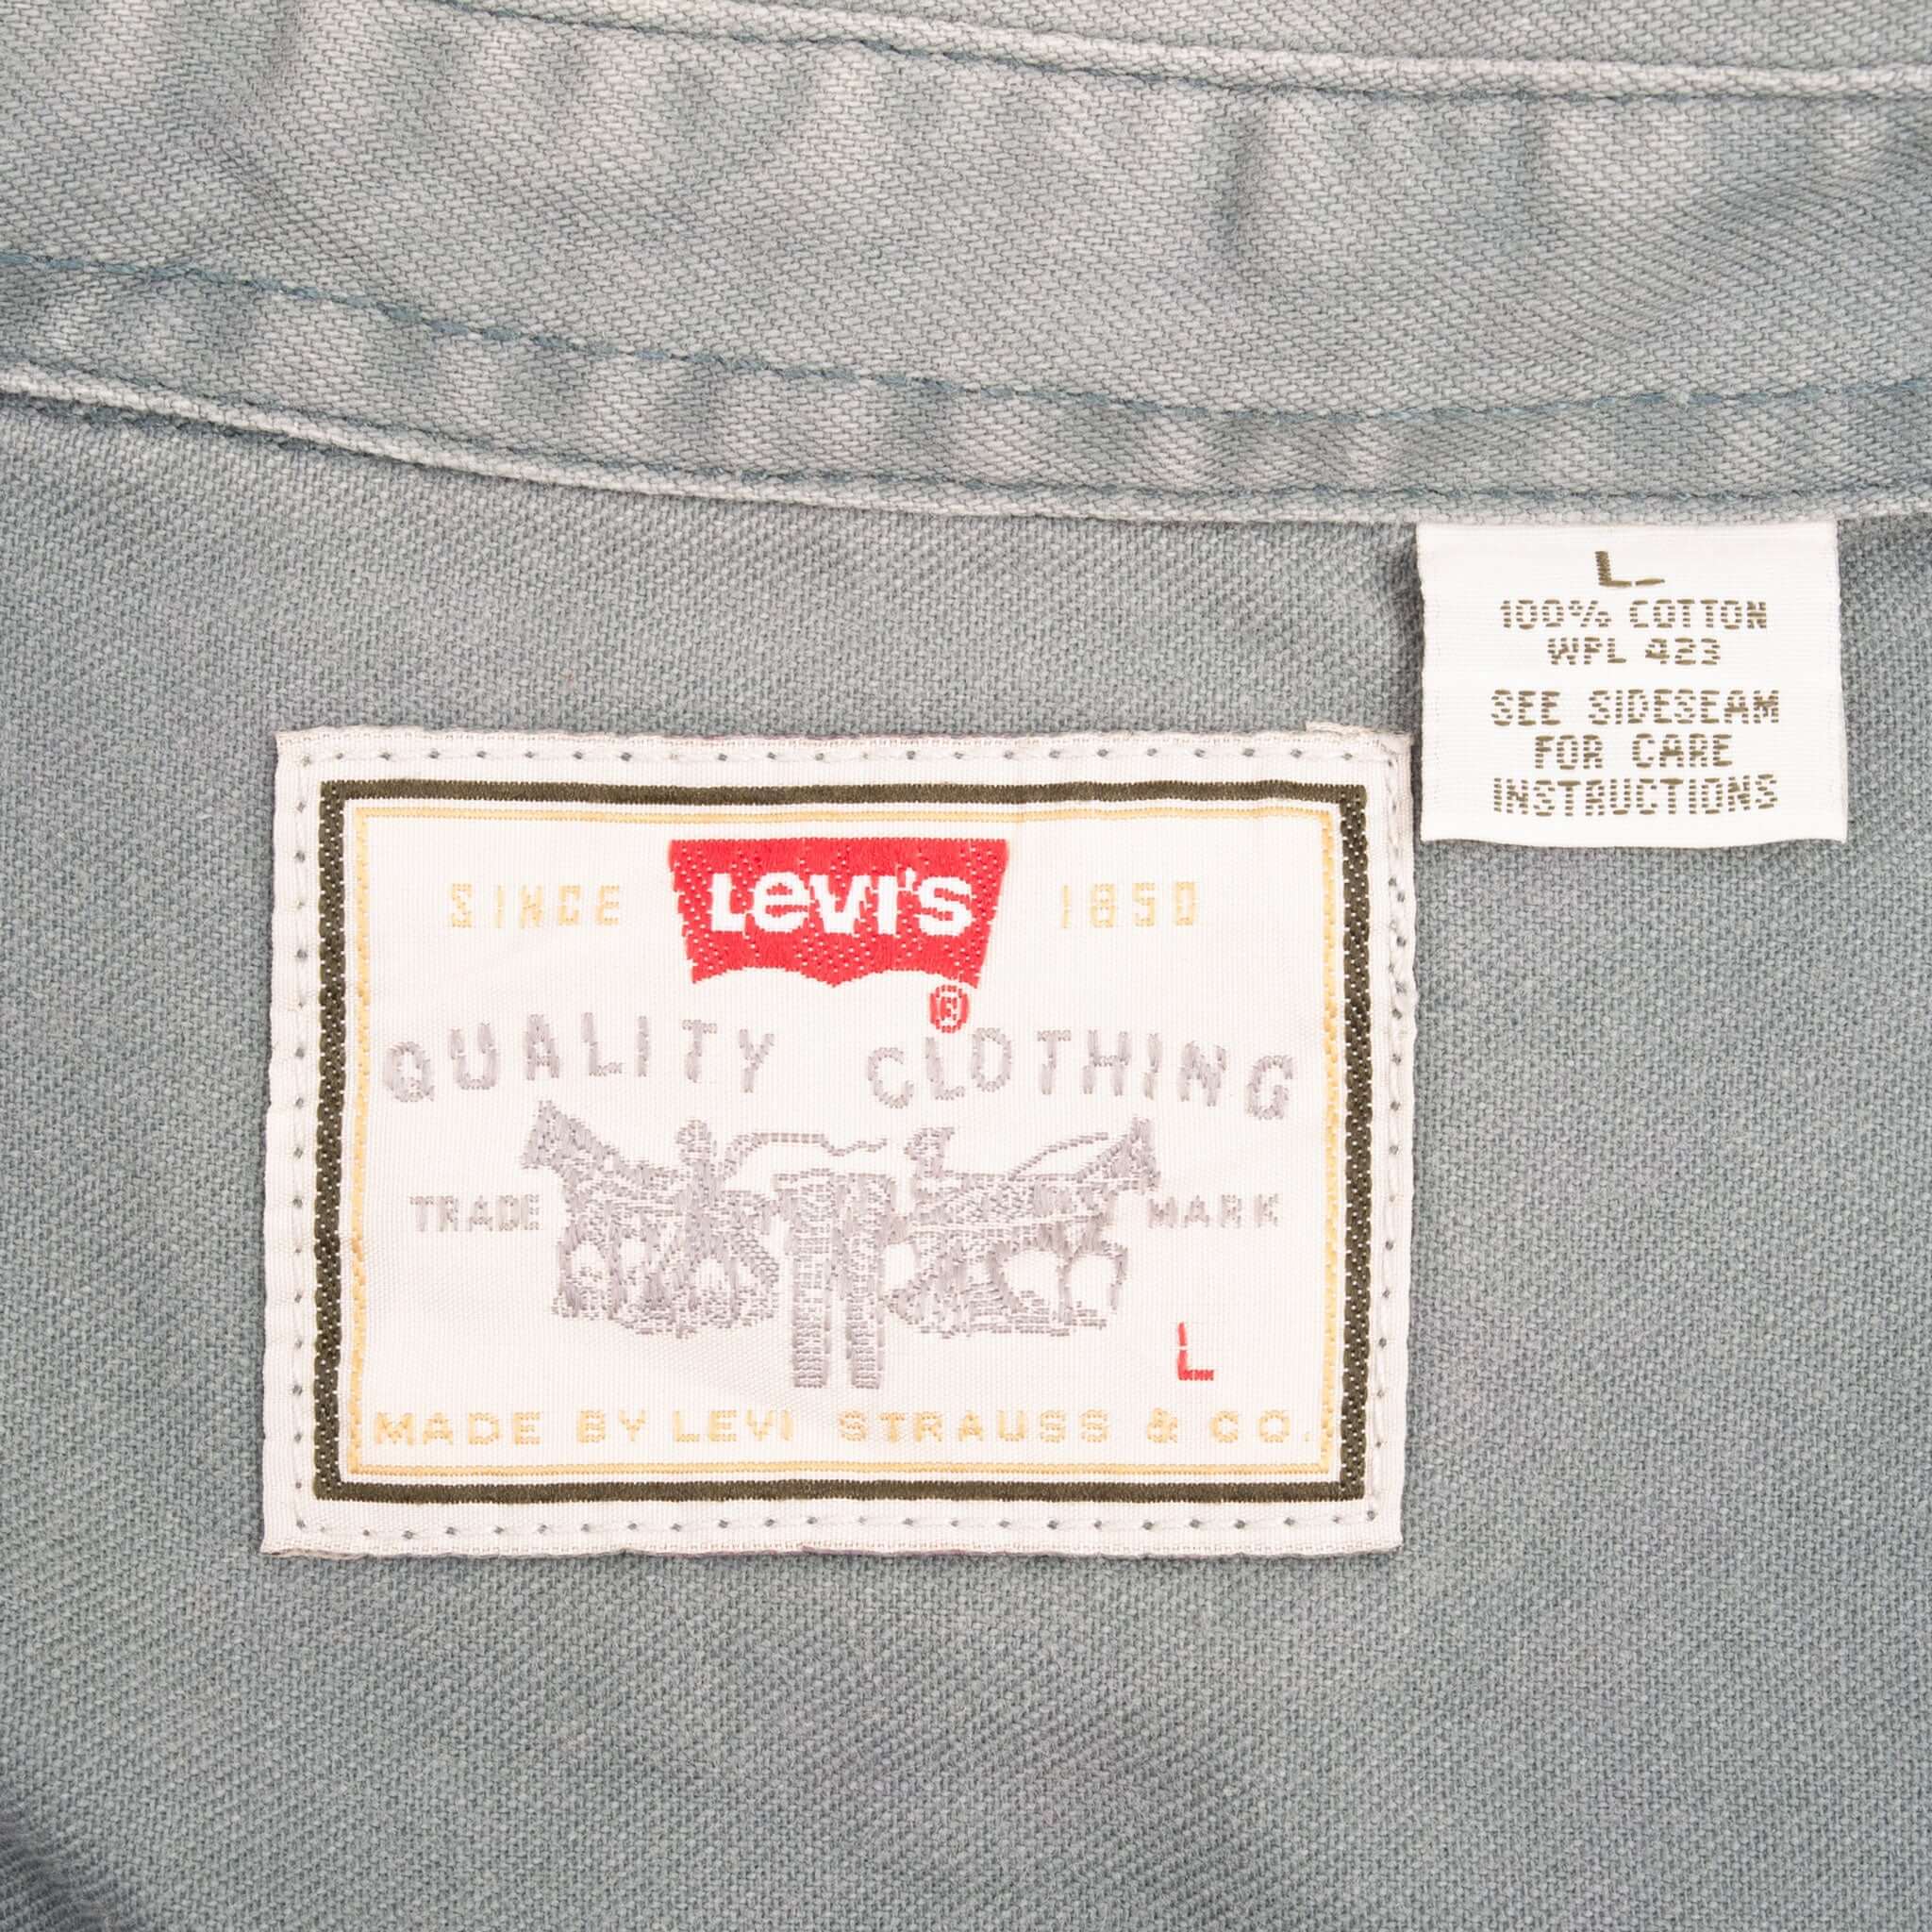 L
100% COTTON
WPL 423
SEE SIDESEAM
FOR CARE
INSTRUCTIONS
SINCE LEVI'S 1850
®
QUALITY CLOTHING
TRADE MARK
L
MADE BY LEVI STRAUSS & CO.